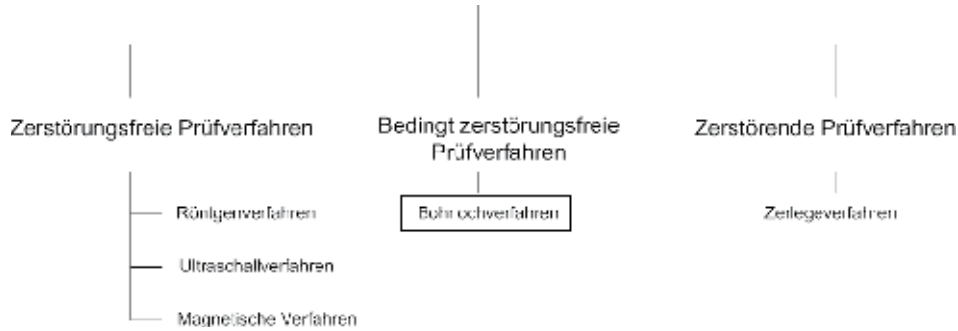 Zerstörungsfreie Prüfverfahren
Röntgenverfahren
Ultraschallverfahren
Magnetische Verfahren
Bedingt zerstörungsfreie
Prüfverfahren
Bohrlochverfahren
Zerstörende Prüfverfahren
Zerlegeverfahren